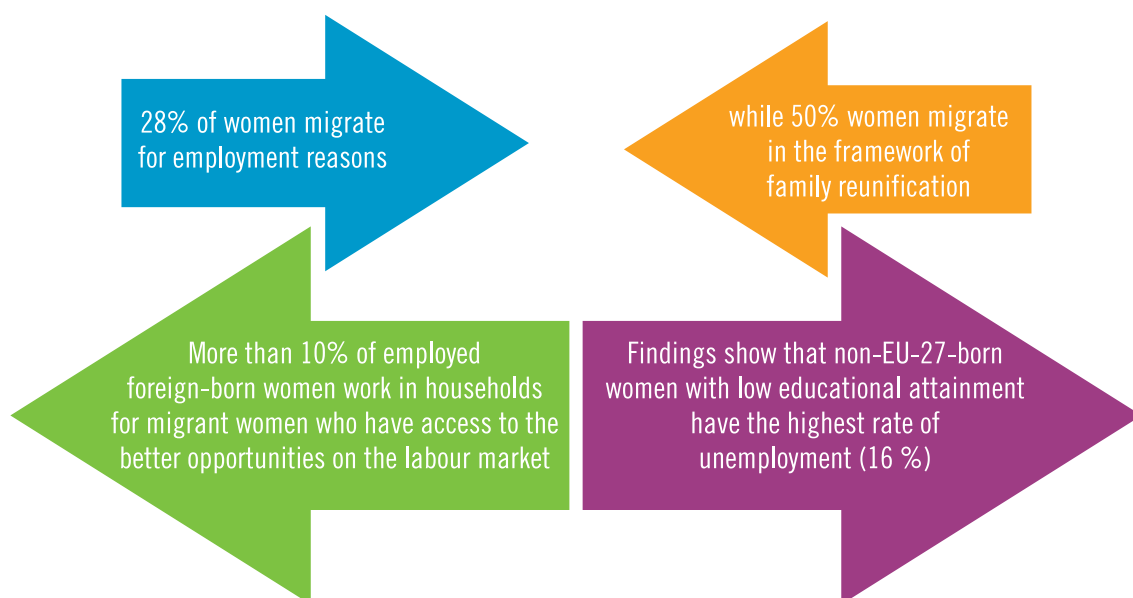 28% of women migrate
for employment reasons
while 50% women migrate
in the framework of
family reunification
More than 10% of employed
foreign-born women work in households
for migrant women who have access to the
better opportunities on the labour market
Findings show that non-EU-27-born
women with low educational attainment
have the highest rate of
unemployment (16 %)